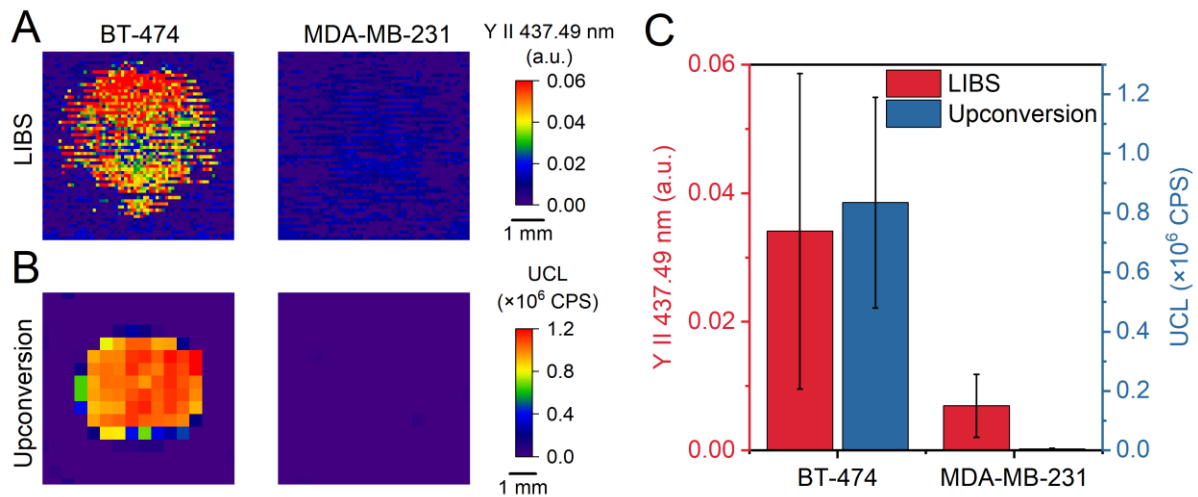 A
BT-474
MDA-MB-231
Y II 437.49 nm
(a.u.)
LIBS
0.06
0.04
0.02
0.00
1 mm
B
Upconversion
UCL
(×10⁶ CPS)
1.2
0.8
0.4
0.0
1 mm
C
Y II 437.49 nm (a.u.)
0.06
0.04
0.02
0.00
LIBS
Upconversion
BT-474
MDA-MB-231
1.2
1.0
0.8
0.6
0.4
0.2
0.0
UCL (×10⁶ CPS)